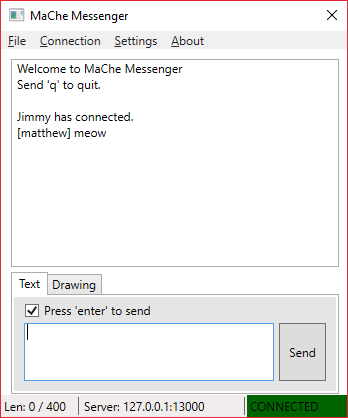 MaChe Messenger
File Connection Settings About
Welcome to MaChe Messenger
Send 'q' to quit.
Jimmy has connected.
[matthew] meow
Text Drawing
Press 'enter' to send
Send
Len: 0 / 400 Server: 127.0.0.1:13000 CONNECTED